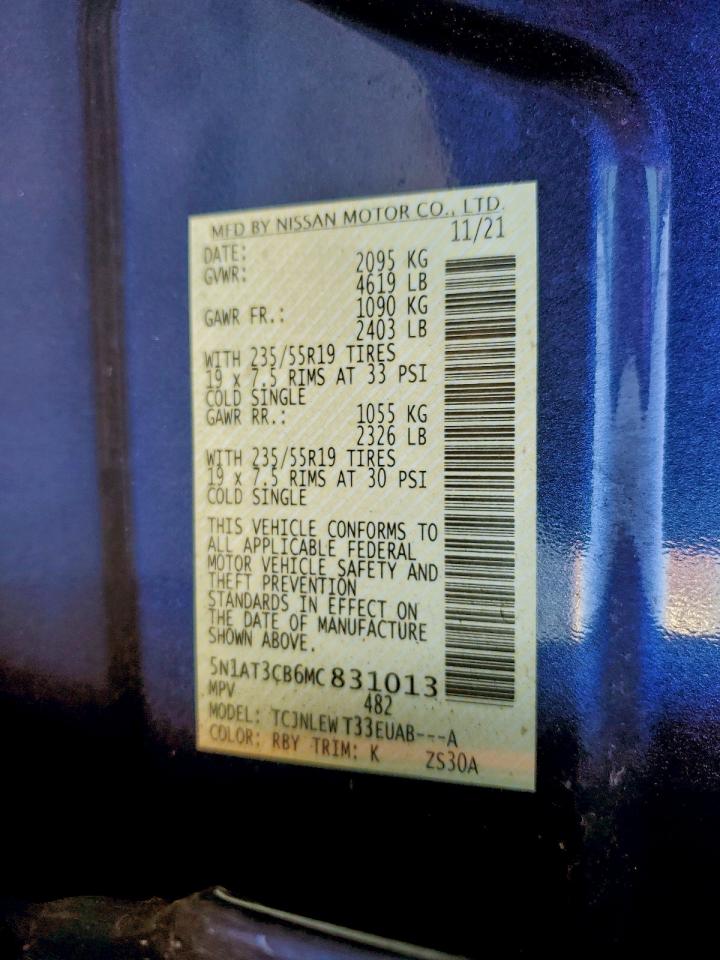 MFD BY NISSAN MOTOR CO., LTD.
DATE: 11/21
GVWR: 2095 KG
4619 LB
GAWR FR.: 1090 KG
2403 LB
WITH 235/55R19 TIRES
19 x 7.5 RIMS AT 33 PSI
COLD SINGLE
GAWR RR.: 1055 KG
2326 LB
WITH 235/55R19 TIRES
19 x 7.5 RIMS AT 30 PSI
COLD SINGLE
THIS VEHICLE CONFORMS TO
ALL APPLICABLE FEDERAL
MOTOR VEHICLE SAFETY AND
THEFT PREVENTION
STANDARDS IN EFFECT ON
THE DATE OF MANUFACTURE
SHOWN ABOVE.
5N1AT3CB6MC831013
MPV 482
MODEL: TCJNLEW T33EUAB---A
COLOR: RBY TRIM: K ZS30A